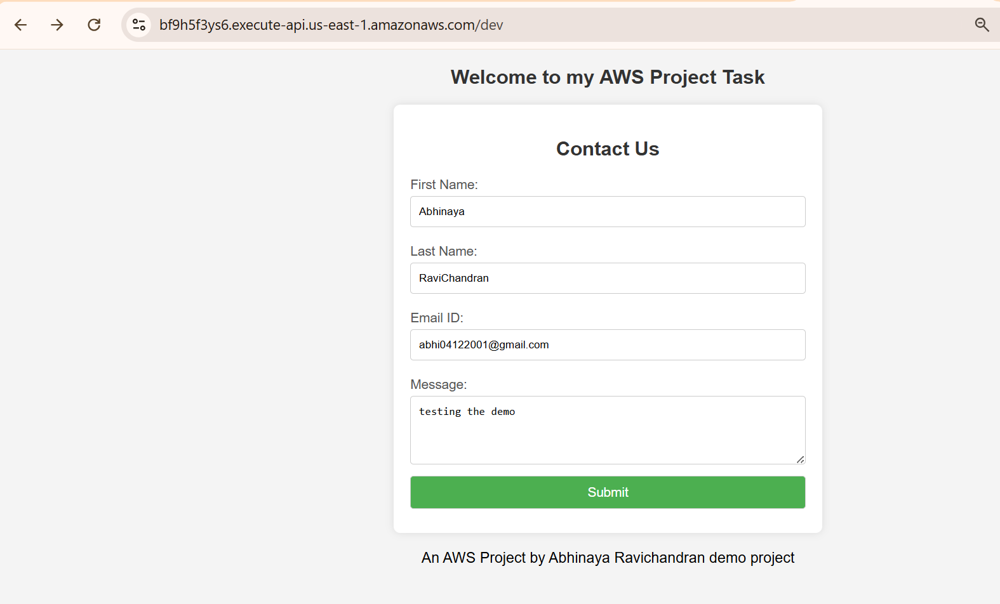 bf9h5f3ys6.execute-api.us-east-1.amazonaws.com/dev
Welcome to my AWS Project Task
Contact Us
First Name:
Abhinaya
Last Name:
RaviChandran
Email ID:
abhi04122001@gmail.com
Message:
testing the demo
Submit
An AWS Project by Abhinaya Ravichandran demo project